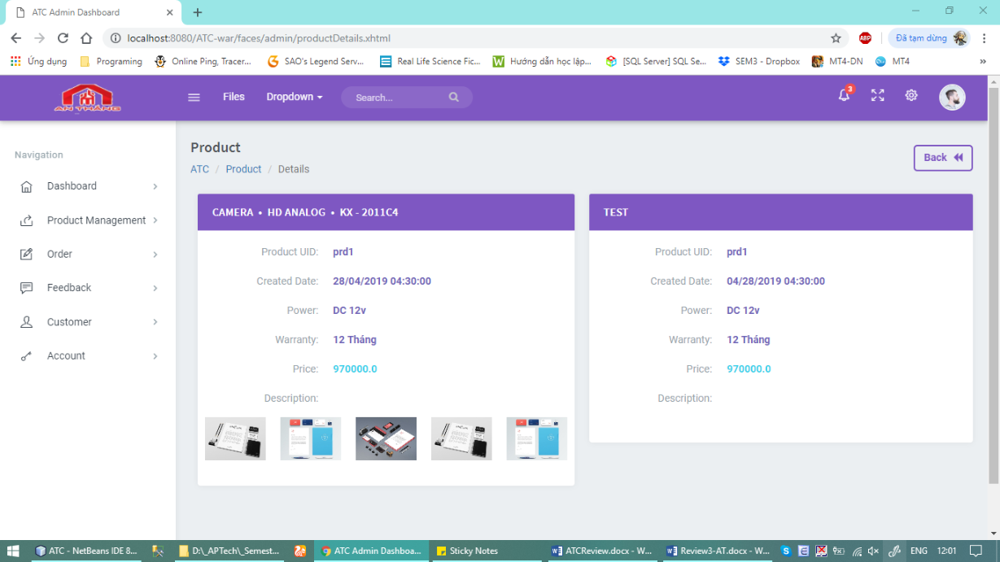 ATC Admin Dashboard
localhost:8080/ATC-war/faces/admin/productDetails.xhtml
ABP
Đã tạm dừng
Ứng dụng
Programing
Online Ping, Tracer...
SAO's Legend Serv...
Real Life Science Fic...
Hướng dẫn học lập...
[SQL Server] SQL Se...
SEM3 - Dropbox
MT4-DN
MT4
AN THẮNG
Files
Dropdown
Search...
3
Navigation
Dashboard
Product Management
Order
Feedback
Customer
Account
Product
ATC / Product / Details
Back
CAMERA • HD ANALOG • KX - 2011C4
Product UID: prd1
Created Date: 28/04/2019 04:30:00
Power: DC 12v
Warranty: 12 Tháng
Price: 970000.0
Description:
TEST
Product UID: prd1
Created Date: 04/28/2019 04:30:00
Power: DC 12v
Warranty: 12 Tháng
Price: 970000.0
Description:
ATC - NetBeans IDE 8...
D:\_APTech\_Semest...
ATC Admin Dashboa...
Sticky Notes
ATCReview.docx - W...
Review3-AT.docx - W...
ENG
12:01